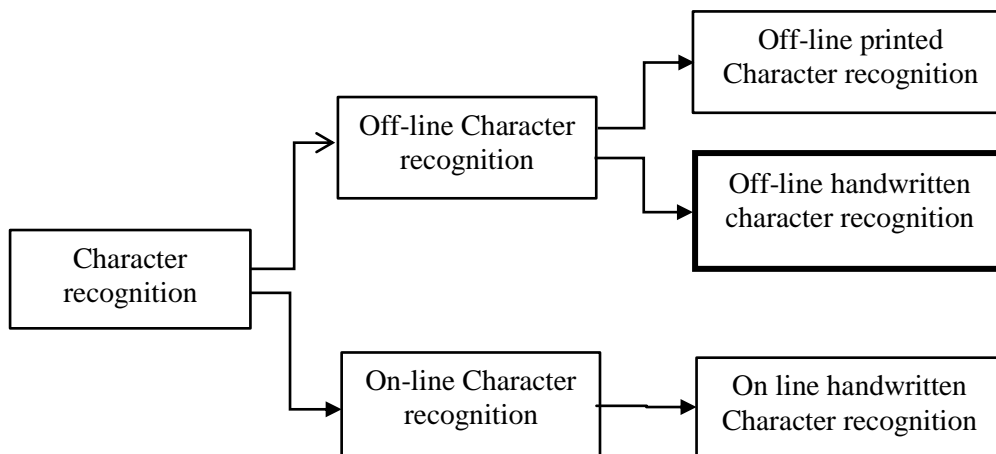 Off-line printed
Character recognition
Off-line Character
recognition
Off-line handwritten
character recognition
Character
recognition
On-line Character
recognition
On line handwritten
Character recognition